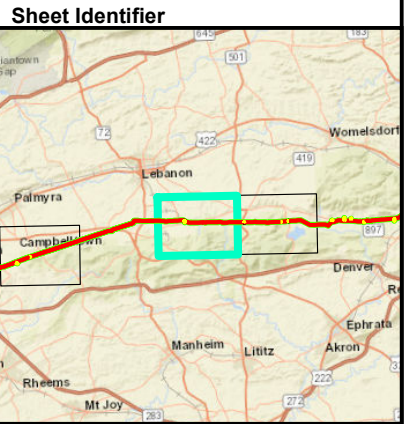 Sheet Identifier
645
183
501
72
Womelsdorf
422
419
Lebanon
Palmyra
Campbelltown
897
Denver
Ephrata
Manheim
Lititz
Akron
222
Rheems
Mt Joy
272
283